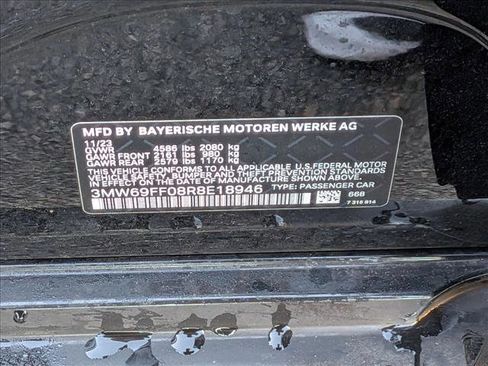 MFD BY BAYERISCHE MOTOREN WERKE AG
11/23
GVWR 4586 lbs 2080 kg
GAWR FRONT 2161 lbs 980 kg
GAWR REAR 2579 lbs 1170 kg
THIS VEHICLE CONFORMS TO ALL APPLICABLE U.S.FEDERAL MOTOR
VEHICLE SAFETY, BUMPER AND THEFT PREVENTION STANDARDS
IN EFFECT ON THE DATE OF MANUFACTURE SHOWN ABOVE.
3MW69FF08R8E18946 TYPE: PASSENGER CAR
668
7 318 814